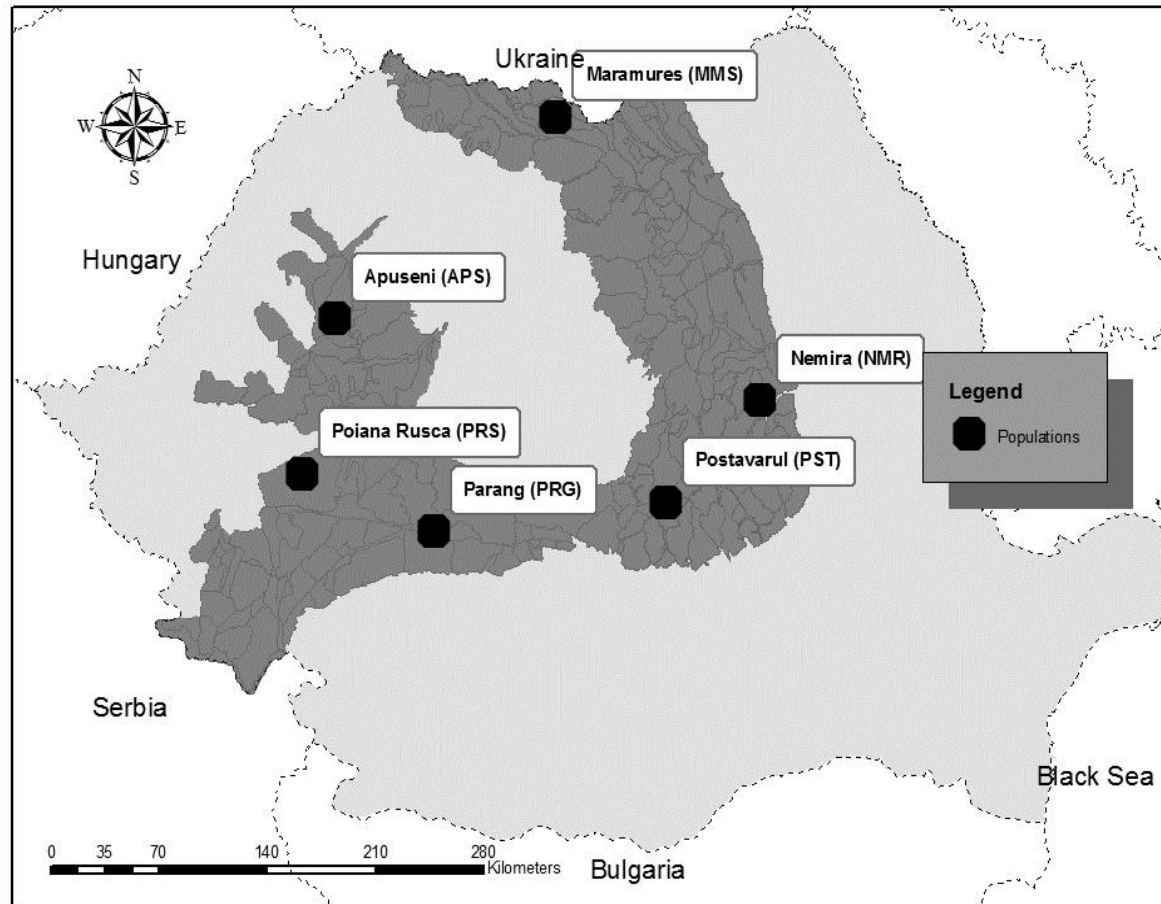 Ukraine
Maramures (MMS)
N
W E
S
Hungary
Apuseni (APS)
Nemira (NMR)
Legend
Populations
Poiana Rusca (PRS)
Postavarul (PST)
Parang (PRG)
Serbia
Black Sea
0 35 70 140 210 280
Kilometers
Bulgaria